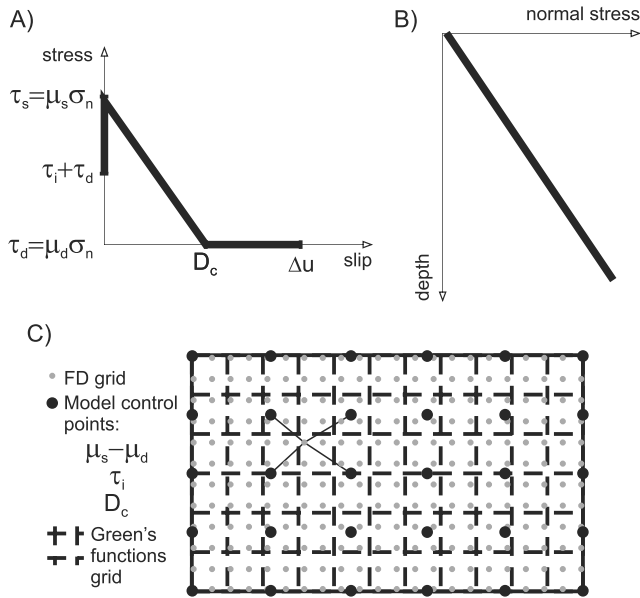 A)
stress
τs=μsσn
τi+τd
τd=μdσn
Dc
Δu
slip
B)
normal stress
depth
C)
FD grid
Model control
points:
μs−μd
τi
Dc
Green's
functions
grid